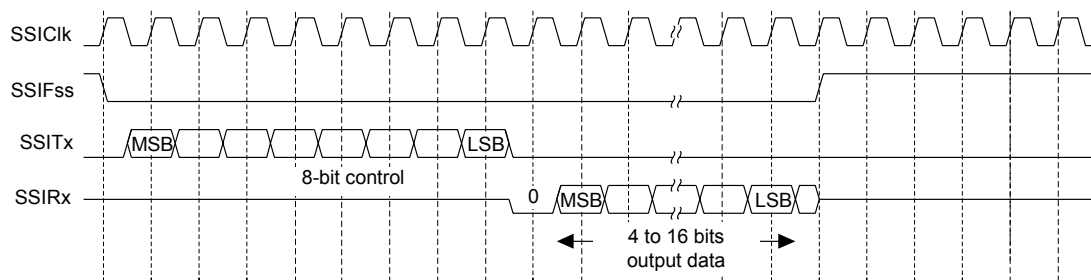 SSIClk
SSIFss
SSITx
MSB
LSB
8-bit control
SSIRx
0
MSB
LSB
4 to 16 bits
output data